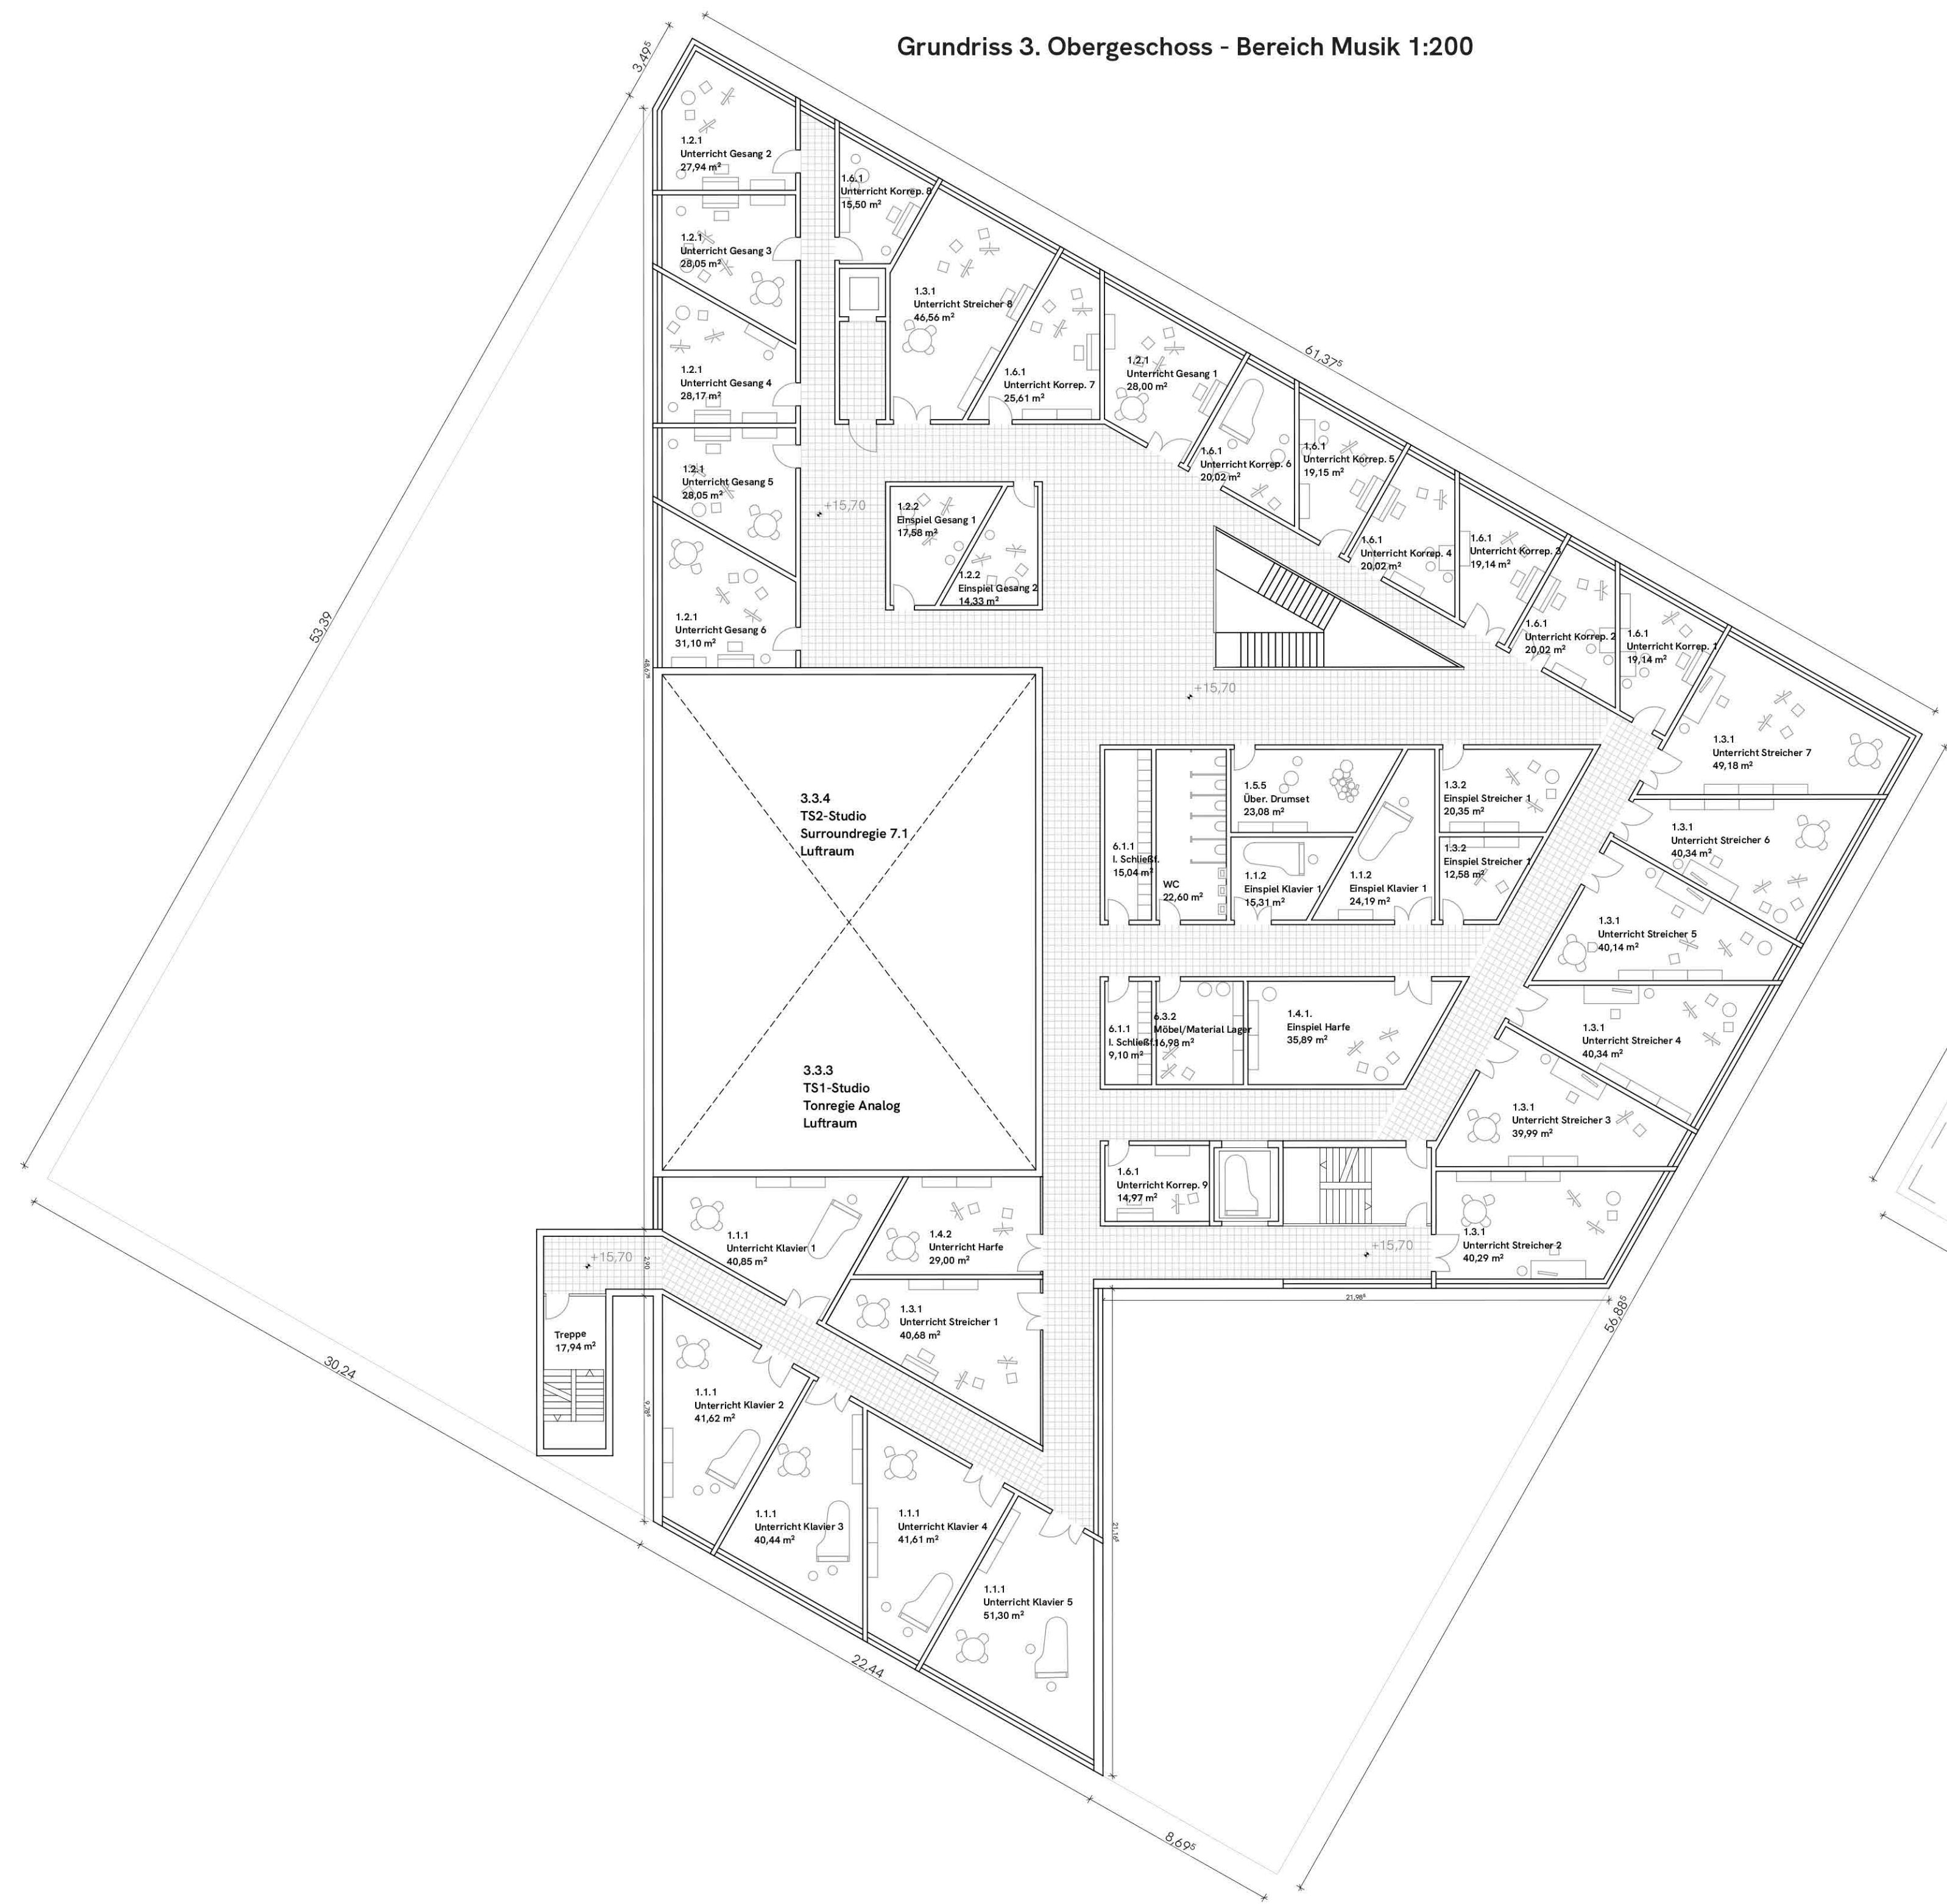 Grundriss 3. Obergeschoss - Bereich Musik 1:200
3,49⁵
61,37⁵
53,39
48,67⁵
1.2.1
Unterricht Gesang 2
27,94 m²
1.6.1
Unterricht Korrep. 8
15,50 m²
1.2.1
Unterricht Gesang 3
28,05 m²
1.3.1
Unterricht Streicher 8
46,56 m²
1.2.1
Unterricht Gesang 4
28,17 m²
1.6.1
Unterricht Korrep. 7
25,61 m²
1.2.1
Unterricht Gesang 1
28,00 m²
1.2.1
Unterricht Gesang 5
28,05 m²
1.6.1
Unterricht Korrep. 6
20,02 m²
1.6.1
Unterricht Korrep. 5
19,15 m²
+15,70
1.2.2
Einspiel Gesang 1
17,58 m²
1.2.2
Einspiel Gesang 2
14,33 m²
1.6.1
Unterricht Korrep. 4
20,02 m²
1.6.1
Unterricht Korrep. 3
19,14 m²
1.2.1
Unterricht Gesang 6
31,10 m²
1.6.1
Unterricht Korrep. 2
20,02 m²
1.6.1
Unterricht Korrep. 1
19,14 m²
+15,70
1.3.1
Unterricht Streicher 7
49,18 m²
3.3.4
TS2-Studio
Surroundregie 7.1
Luftraum
1.5.5
Über. Drumset
23,08 m²
1.3.2
Einspiel Streicher 1
20,35 m²
1.3.1
Unterricht Streicher 6
40,34 m²
6.1.1
I. Schließf.
15,04 m²
WC
22,60 m²
1.1.2
Einspiel Klavier 1
15,31 m²
1.1.2
Einspiel Klavier 1
24,19 m²
1.3.2
Einspiel Streicher 1
12,58 m²
1.3.1
Unterricht Streicher 5
40,14 m²
6.1.1
I. Schließf.
9,10 m²
6.3.2
Möbel/Material Lager
16,98 m²
1.4.1.
Einspiel Harfe
35,89 m²
1.3.1
Unterricht Streicher 4
40,34 m²
3.3.3
TS1-Studio
Tonregie Analog
Luftraum
1.3.1
Unterricht Streicher 3
39,99 m²
1.6.1
Unterricht Korrep. 9
14,97 m²
1.1.1
Unterricht Klavier 1
40,85 m²
1.4.2
Unterricht Harfe
29,00 m²
+15,70
1.3.1
Unterricht Streicher 2
40,29 m²
+15,70
2,90
21,98⁵
56,88⁵
1.3.1
Unterricht Streicher 1
40,68 m²
Treppe
17,94 m²
30,24
9,78⁵
1.1.1
Unterricht Klavier 2
41,62 m²
1.1.1
Unterricht Klavier 3
40,44 m²
1.1.1
Unterricht Klavier 4
41,61 m²
21,16⁵
1.1.1
Unterricht Klavier 5
51,30 m²
22,44
8,69⁵